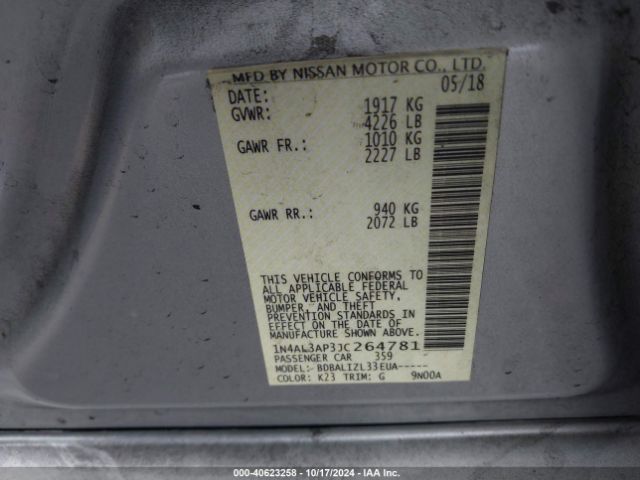 MFD BY NISSAN MOTOR CO., LTD.
DATE: 05/18
GVWR: 1917 KG
4226 LB
GAWR FR.: 1010 KG
2227 LB
GAWR RR.: 940 KG
2072 LB
THIS VEHICLE CONFORMS TO
ALL APPLICABLE FEDERAL
MOTOR VEHICLE SAFETY,
BUMPER, AND THEFT
PREVENTION STANDARDS IN
EFFECT ON THE DATE OF
MANUFACTURE SHOWN ABOVE.
1N4AL3AP3JC264781
PASSENGER CAR 359
MODEL: BDBALIZL33EUA-----
COLOR: K23 TRIM: G 9N00A
000-40623258 - 10/17/2024 - IAA Inc.